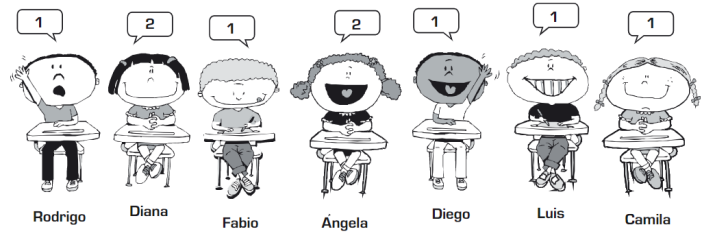 1 2 1 2 1 1 1
Rodrigo Diana Fabio Ángela Diego Luis Camila